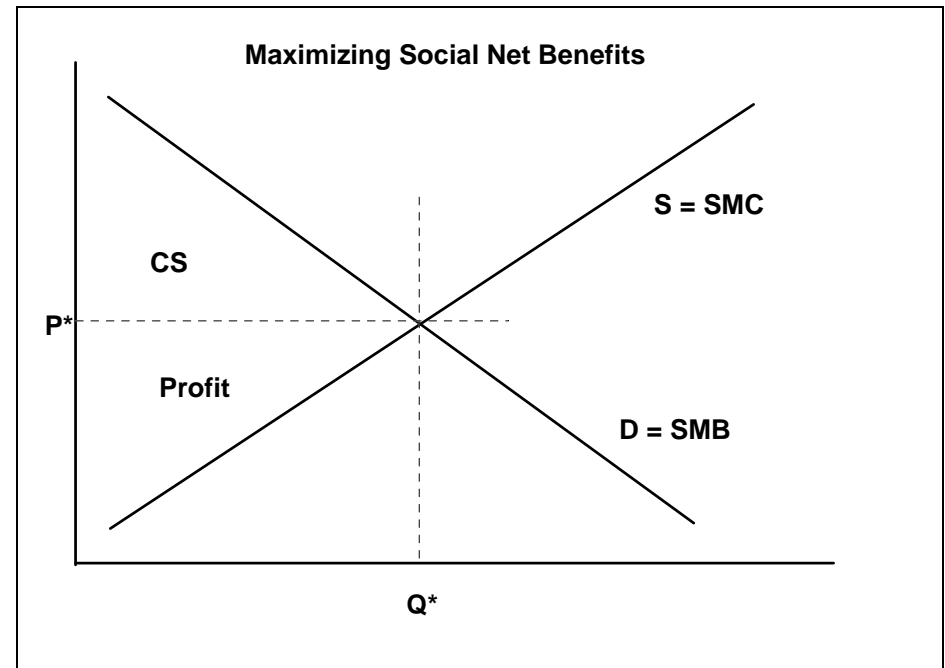 Maximizing Social Net Benefits
S = SMC
CS
P*
Profit
D = SMB
Q*